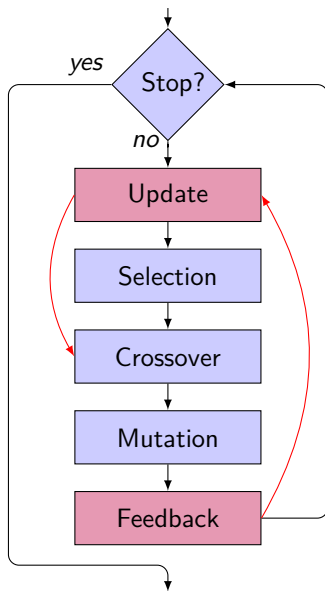 yes
Stop?
no
Update
Selection
Crossover
Mutation
Feedback